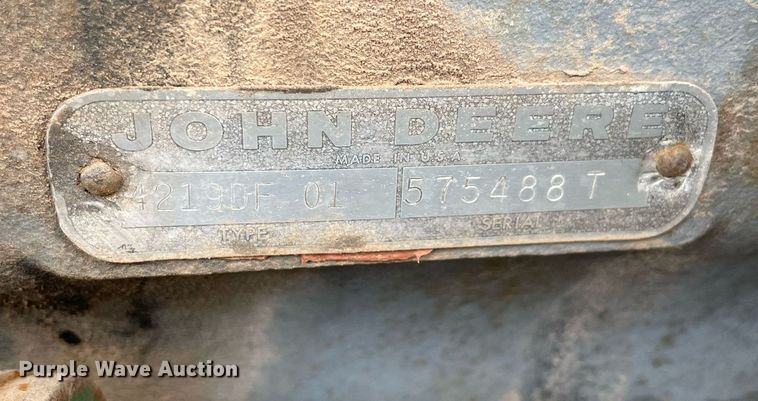 JOHN DEERE
MADE IN U.S.A
4219DF 01 575488 T
TYPE SERIAL
Purple Wave Auction